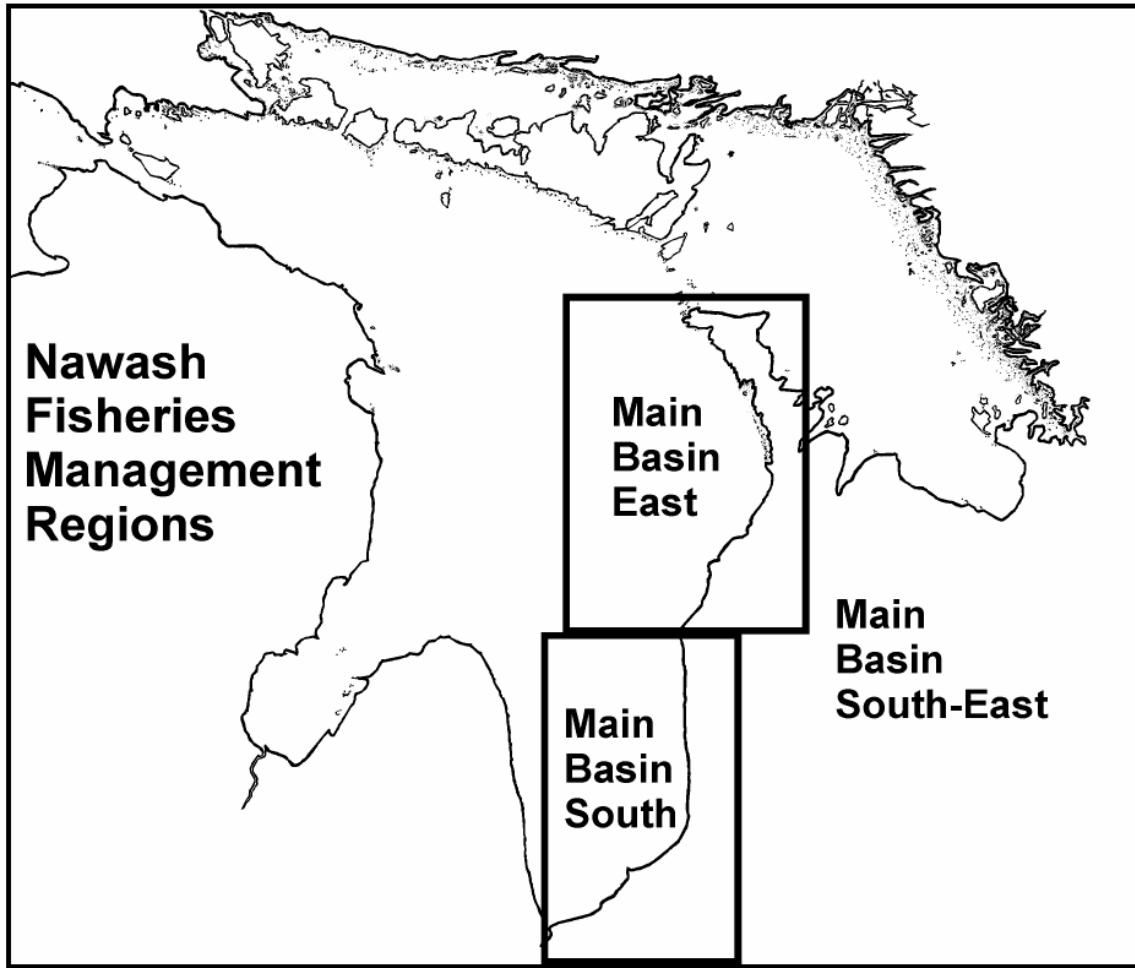 Nawash
Fisheries
Management
Regions
Main
Basin
East
Main
Basin
South-East
Main
Basin
South